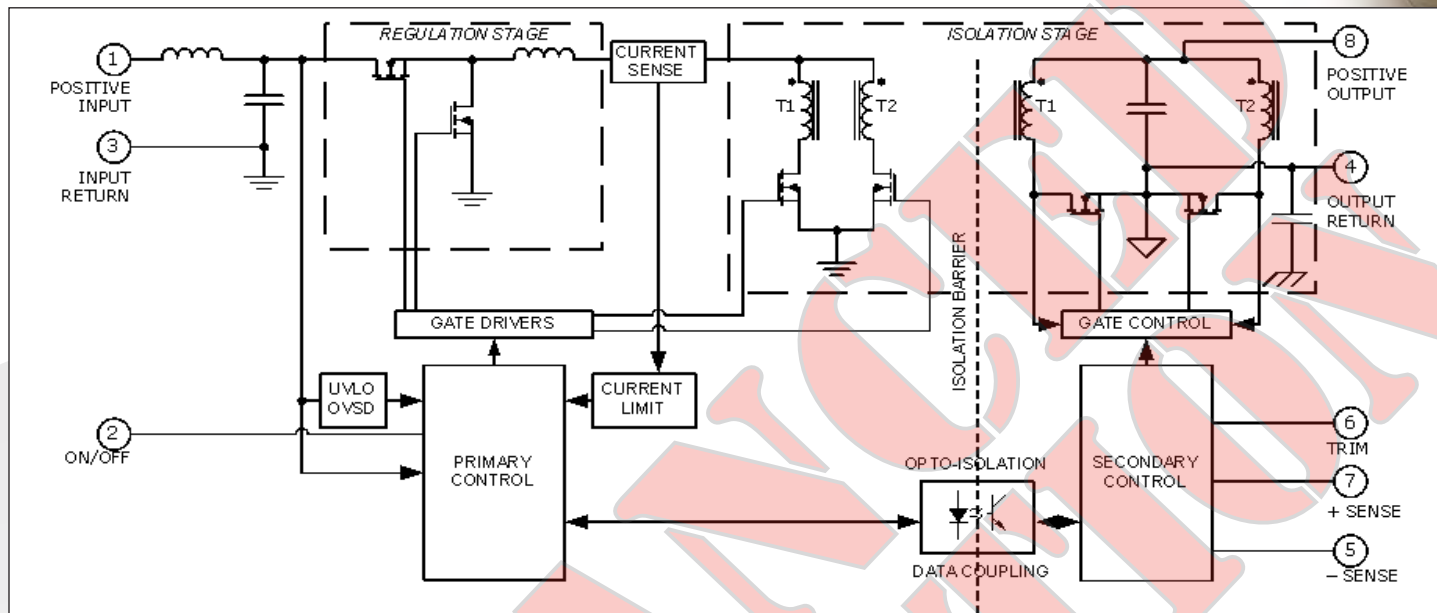 REGULATION STAGE
ISOLATION STAGE
1
POSITIVE
INPUT
CURRENT
SENSE
8
POSITIVE
OUTPUT
T1
T2
T1
T2
3
INPUT
RETURN
4
OUTPUT
RETURN
ISOLATION BARRIER
GATE DRIVERS
GATE CONTROL
UVLO
OVSD
CURRENT
LIMIT
2
ON/OFF
PRIMARY
CONTROL
OPTO-ISOLATION
DATA COUPLING
SECONDARY
CONTROL
6
TRIM
7
+ SENSE
5
– SENSE